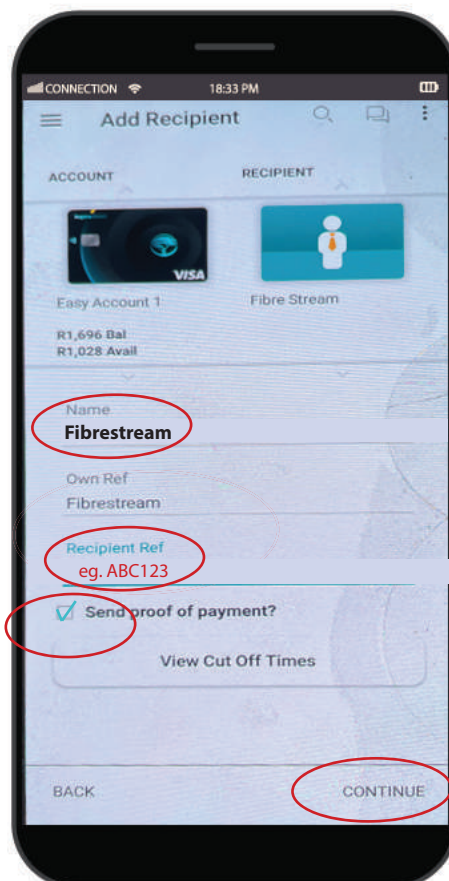 CONNECTION 18:33 PM
Add Recipient
ACCOUNT RECIPIENT
VISA
Easy Account 1 Fibre Stream
R1,696 Bal
R1,028 Avail
Name
Fibrestream
Own Ref
Fibrestream
Recipient Ref
eg. ABC123
Send proof of payment?
View Cut Off Times
BACK CONTINUE